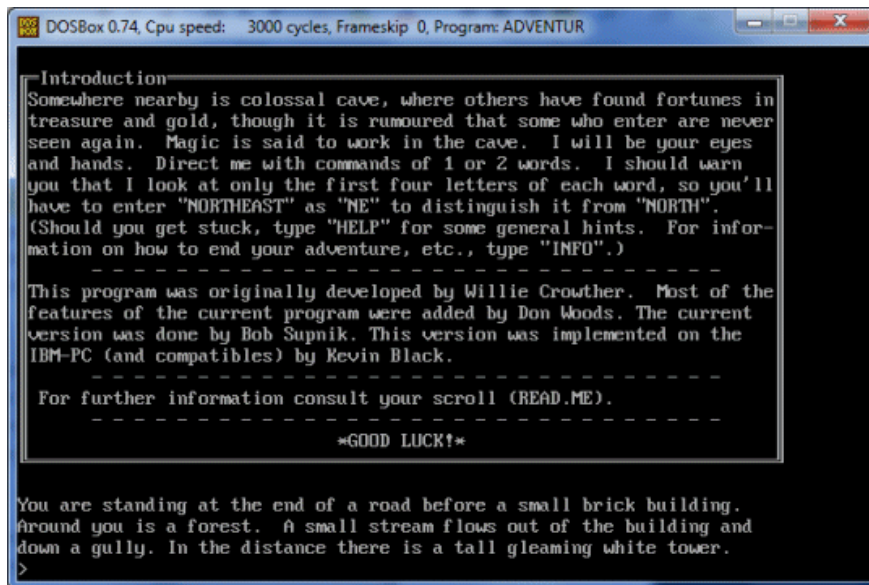 DOSBox 0.74, Cpu speed: 3000 cycles, Frameskip 0, Program: ADVENTUR
Introduction
Somewhere nearby is colossal cave, where others have found fortunes in
treasure and gold, though it is rumoured that some who enter are never
seen again. Magic is said to work in the cave. I will be your eyes
and hands. Direct me with commands of 1 or 2 words. I should warn
you that I look at only the first four letters of each word, so you'll
have to enter "NORTHEAST" as "NE" to distinguish it from "NORTH".
(Should you get stuck, type "HELP" for some general hints. For infor-
mation on how to end your adventure, etc., type "INFO".)
- - - - - - - - - - - - - - - - - - - - - - - -
This program was originally developed by Willie Crowther. Most of the
features of the current program were added by Don Woods. The current
version was done by Bob Supnik. This version was implemented on the
IBM-PC (and compatibles) by Kevin Black.
- - - - - - - - - - - - - - - - - - - - - - - -
For further information consult your scroll (READ.ME).
- - - - - - - - - - - - - - - - - - - - - - - -
*GOOD LUCK!*
You are standing at the end of a road before a small brick building.
Around you is a forest. A small stream flows out of the building and
down a gully. In the distance there is a tall gleaming white tower.
>